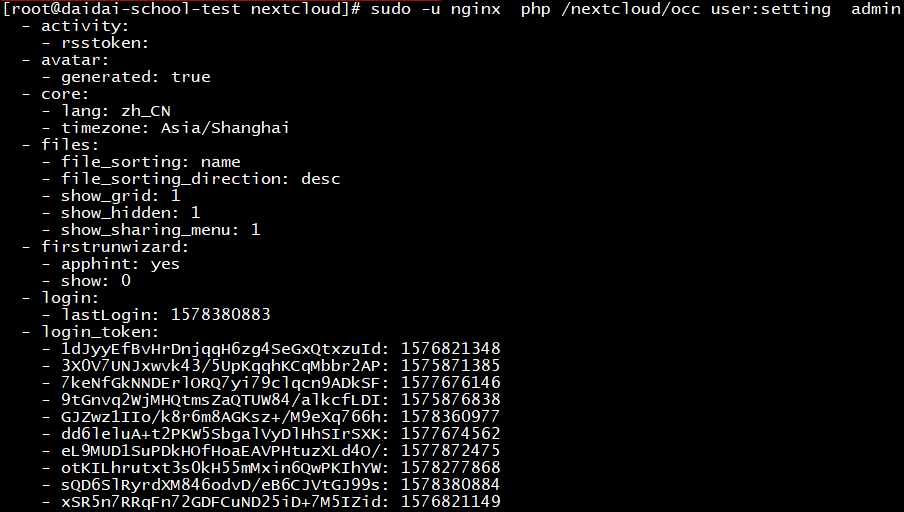 [root@daidai-school-test nextcloud]# sudo -u nginx  php /nextcloud/occ user:setting  admin
  - activity:
    - rsstoken:
  - avatar:
    - generated: true
  - core:
    - lang: zh_CN
    - timezone: Asia/Shanghai
  - files:
    - file_sorting: name
    - file_sorting_direction: desc
    - show_grid: 1
    - show_hidden: 1
    - show_sharing_menu: 1
  - firstrunwizard:
    - apphint: yes
    - show: 0
  - login:
    - lastLogin: 1578380883
  - login_token:
    - 1dJyyEfBvHrDnjqqH6zg4SeGxQtxzuId: 1576821348
    - 3X0V7UNJxwvk43/5UpKqqhKCqMbbr2AP: 1575871385
    - 7keNfGkNNDErlORQ7yi79clqcn9ADkSF: 1577676146
    - 9tGnvq2WjMHQtmsZaQTUW84/alkcfLDI: 1575876838
    - GJZwz1IIo/k8r6m8AGKsz+/M9eXq766h: 1578360977
    - dd6leluA+t2PKW5SbgalVyDlHhSIrSXK: 1577674562
    - eL9MUD1SuPDkHOfHoaEAVPHtuzXLd4O/: 1577872475
    - otKILhrutxt3s0kH55mMxin6QwPKIhYW: 1578277868
    - sQD6SlRyrdXM846odvD/eB6CJVtGJ99s: 1578380884
    - xSR5n7RRqFn72GDFCuND25iD+7M5IZid: 1576821149